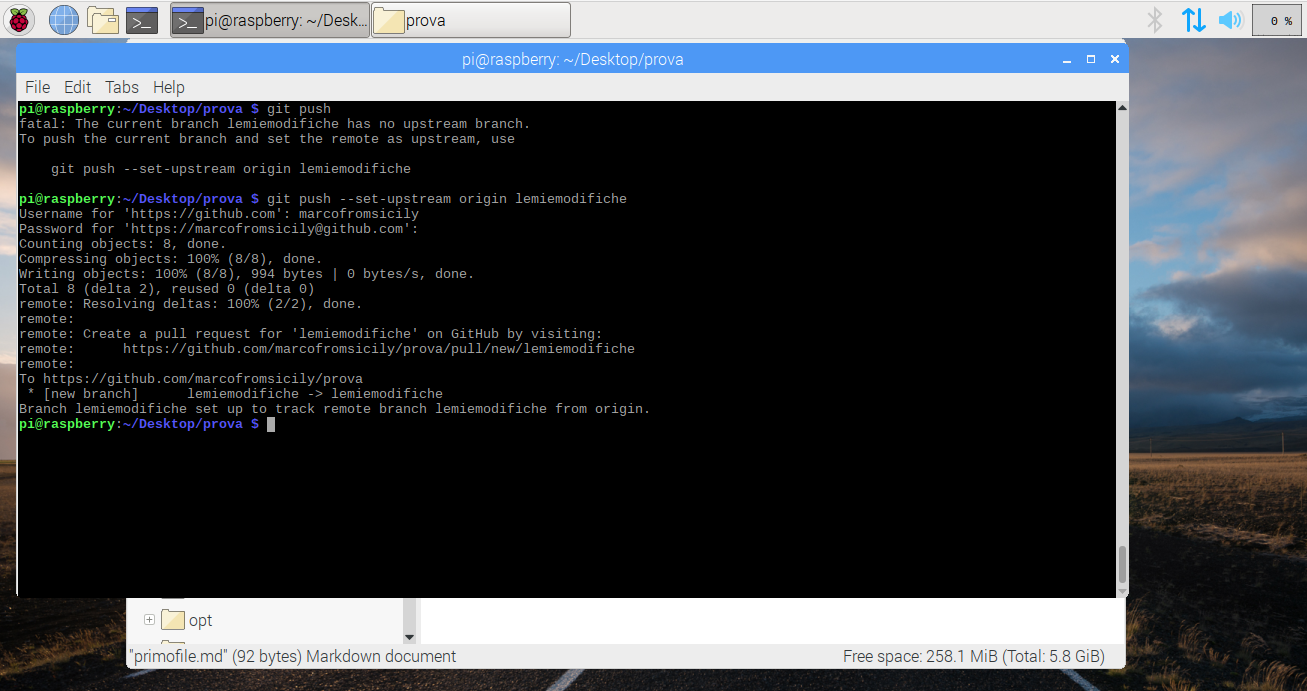 pi@raspberry: ~/Desk...
prova
0 %
pi@raspberry: ~/Desktop/prova
File Edit Tabs Help
pi@raspberry:~/Desktop/prova $ git push
fatal: The current branch lemiemodifiche has no upstream branch.
To push the current branch and set the remote as upstream, use
git push --set-upstream origin lemiemodifiche
pi@raspberry:~/Desktop/prova $ git push --set-upstream origin lemiemodifiche
Username for 'https://github.com': marcofromsicily
Password for 'https://marcofromsicily@github.com':
Counting objects: 8, done.
Compressing objects: 100% (8/8), done.
Writing objects: 100% (8/8), 994 bytes | 0 bytes/s, done.
Total 8 (delta 2), reused 0 (delta 0)
remote: Resolving deltas: 100% (2/2), done.
remote:
remote: Create a pull request for 'lemiemodifiche' on GitHub by visiting:
remote:      https://github.com/marcofromsicily/prova/pull/new/lemiemodifiche
remote:
To https://github.com/marcofromsicily/prova
 * [new branch]      lemiemodifiche -> lemiemodifiche
Branch lemiemodifiche set up to track remote branch lemiemodifiche from origin.
pi@raspberry:~/Desktop/prova $
opt
"primofile.md" (92 bytes) Markdown document
Free space: 258.1 MiB (Total: 5.8 GiB)